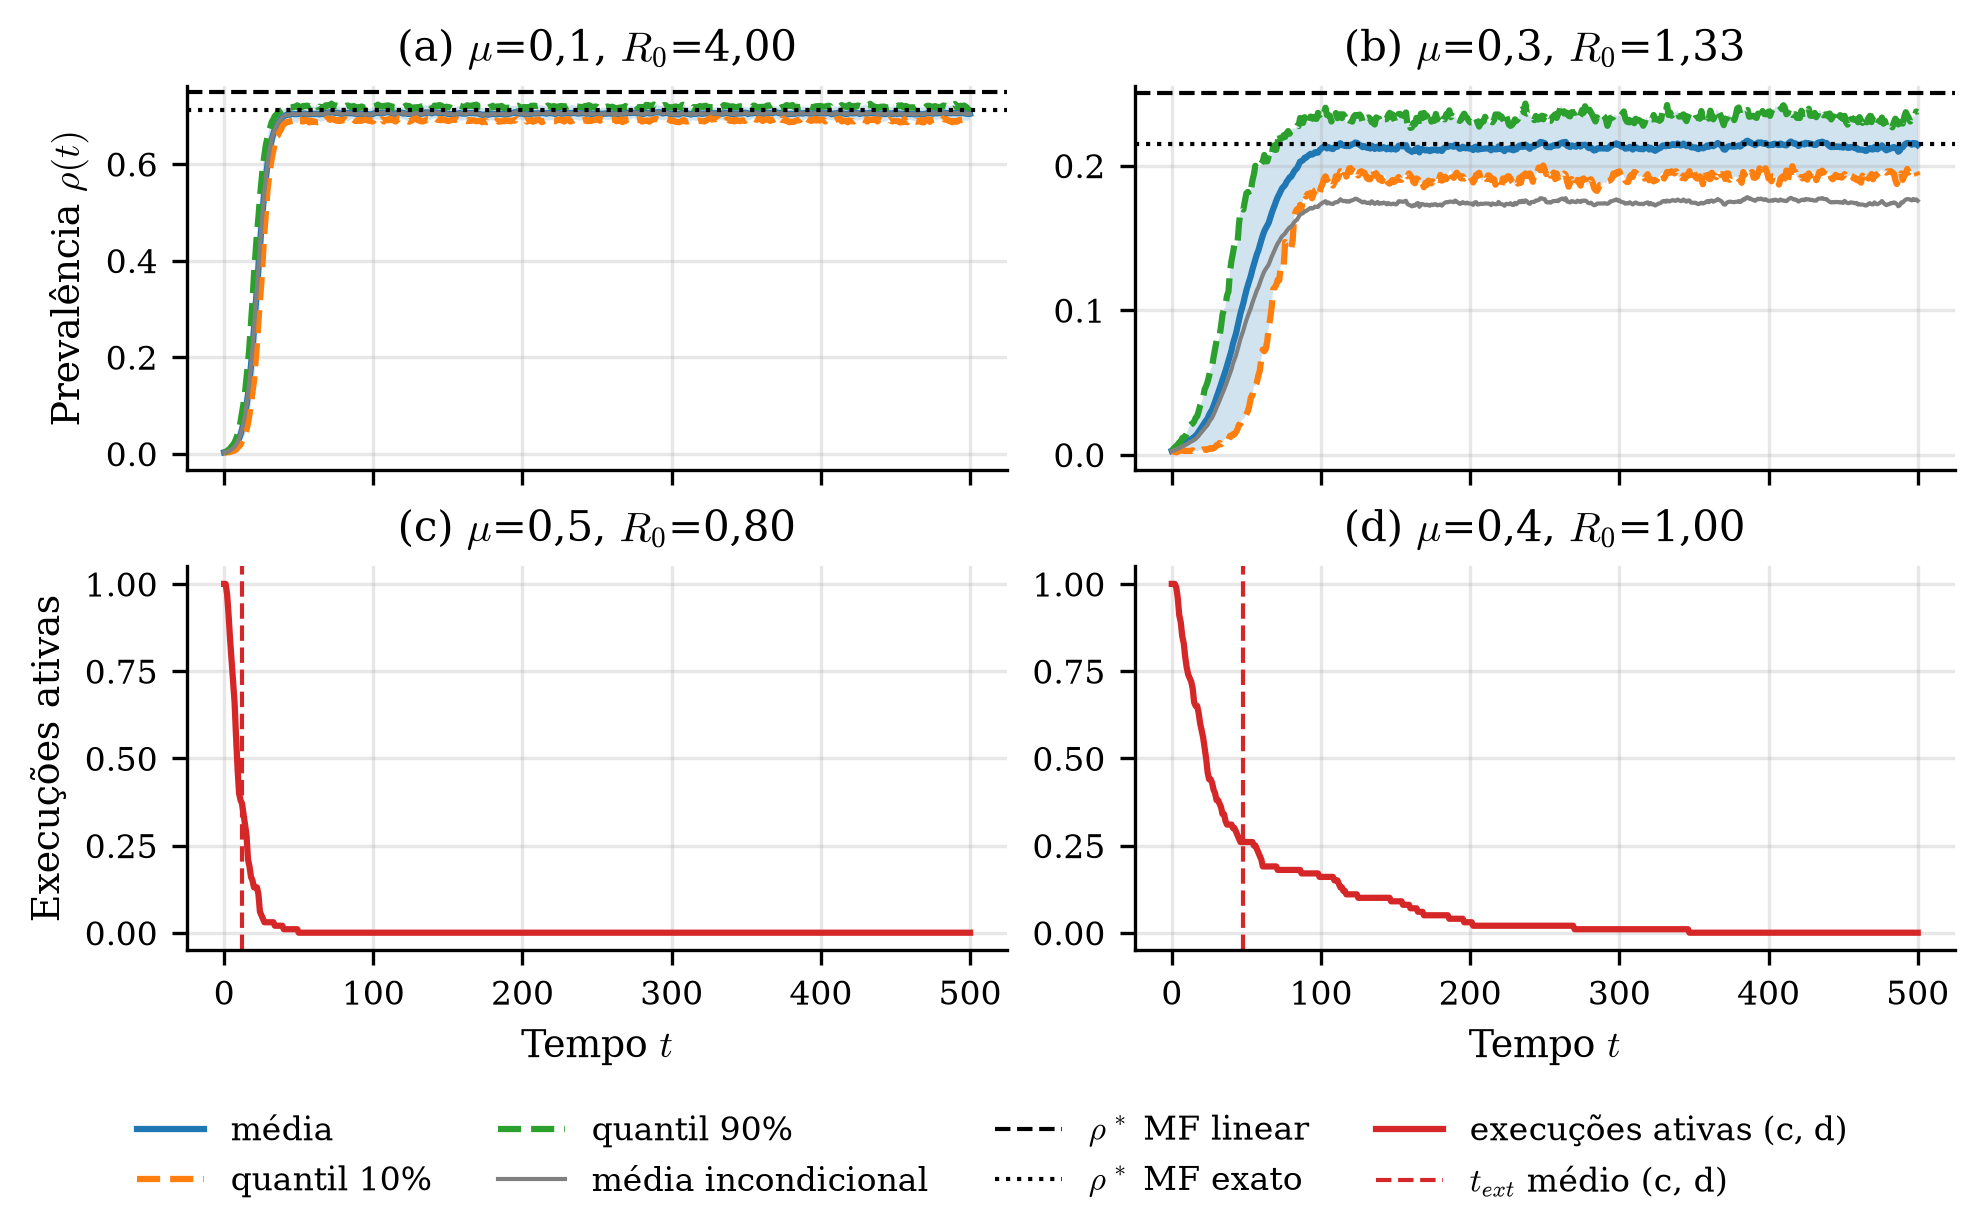 (a) μ=0,1, R₀=4,00
Prevalência ρ(t)
0.6
0.4
0.2
0.0
(b) μ=0,3, R₀=1,33
0.2
0.1
0.0
(c) μ=0,5, R₀=0,80
Execuções ativas
1.00
0.75
0.50
0.25
0.00
0 100 200 300 400 500
Tempo t
(d) μ=0,4, R₀=1,00
1.00
0.75
0.50
0.25
0.00
0 100 200 300 400 500
Tempo t
média
quantil 10%
quantil 90%
média incondicional
ρ* MF linear
ρ* MF exato
execuções ativas (c, d)
t_ext médio (c, d)